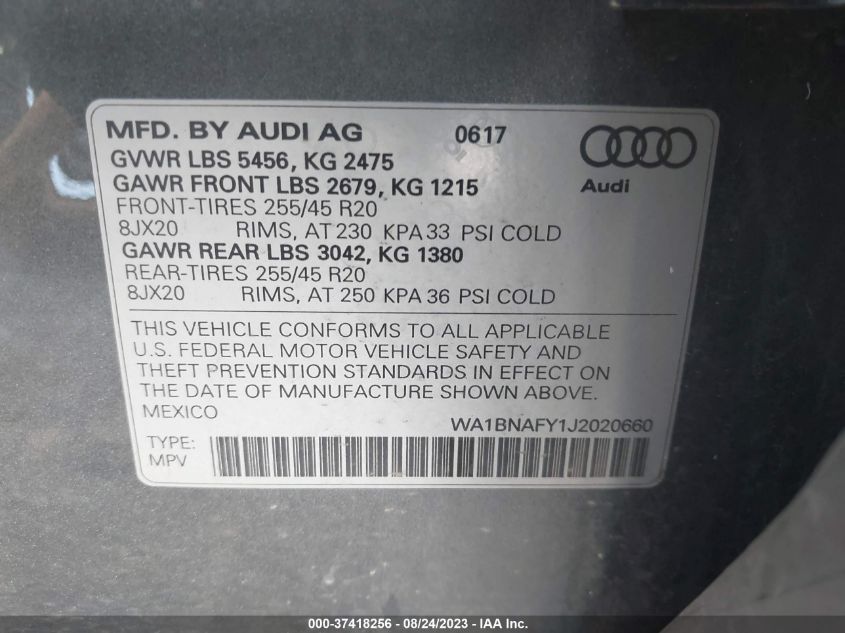 MFD. BY AUDI AG 0617
GVWR LBS 5456, KG 2475
GAWR FRONT LBS 2679, KG 1215
Audi
FRONT-TIRES 255/45 R20
8JX20 RIMS, AT 230 KPA 33 PSI COLD
GAWR REAR LBS 3042, KG 1380
REAR-TIRES 255/45 R20
8JX20 RIMS, AT 250 KPA 36 PSI COLD
THIS VEHICLE CONFORMS TO ALL APPLICABLE
U.S. FEDERAL MOTOR VEHICLE SAFETY AND
THEFT PREVENTION STANDARDS IN EFFECT ON
THE DATE OF MANUFACTURE SHOWN ABOVE.
MEXICO
WA1BNAFY1J2020660
TYPE:
MPV
000-37418256 - 08/24/2023 - IAA Inc.